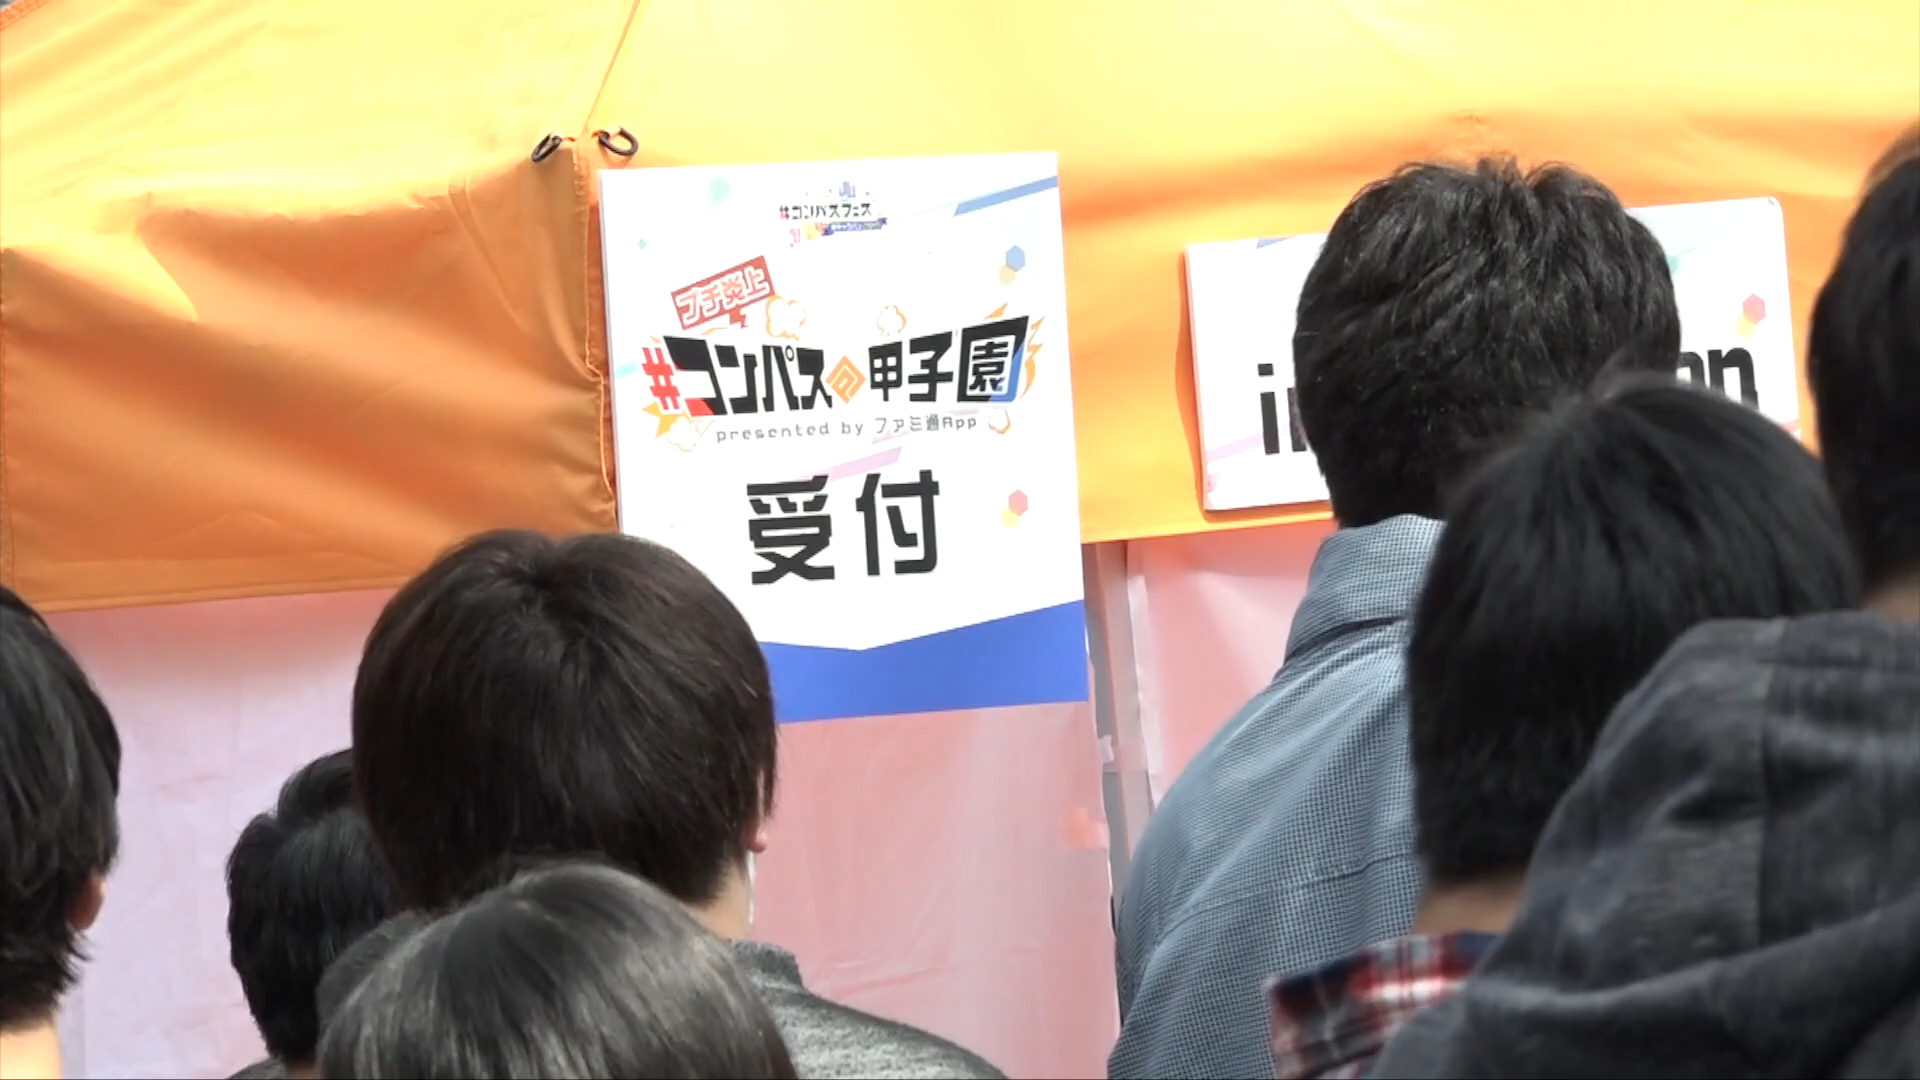 #コンパスフェス
プチ炎上
#コンパスの甲子園
presented by ファミ通App
受付